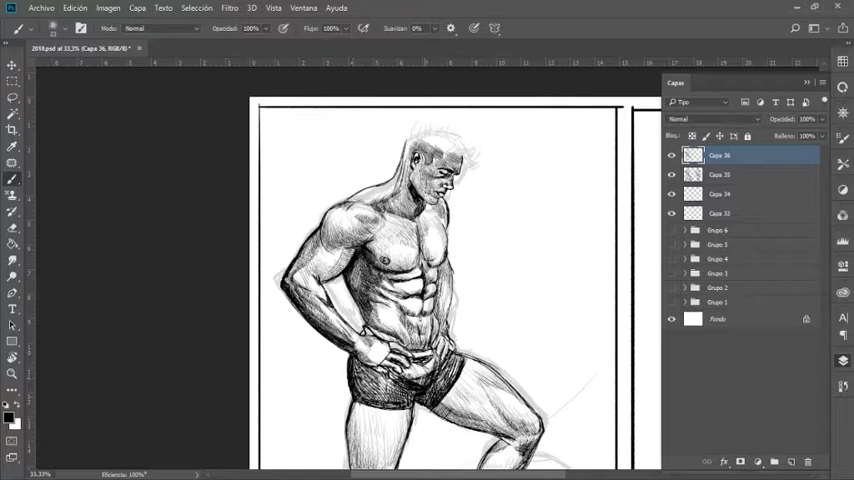 Ps Archivo Edición Imagen Capa Texto Selección Filtro 3D Vista Ventana Ayuda
23 Modo: Normal Opacidad: 100% Flujo: 100% Suavizar: 0%
2018.psd al 33,3% (Capa 36, RGB/8) *
Capas
Tipo
Normal Opacidad: 100%
Bloq.: Relleno: 100%
Capa 36
Capa 35
Capa 34
Capa 32
Grupo 6
Grupo 5
Grupo 4
Grupo 3
Grupo 2
Grupo 1
Fondo
33.33% Eficiencia: 100%*